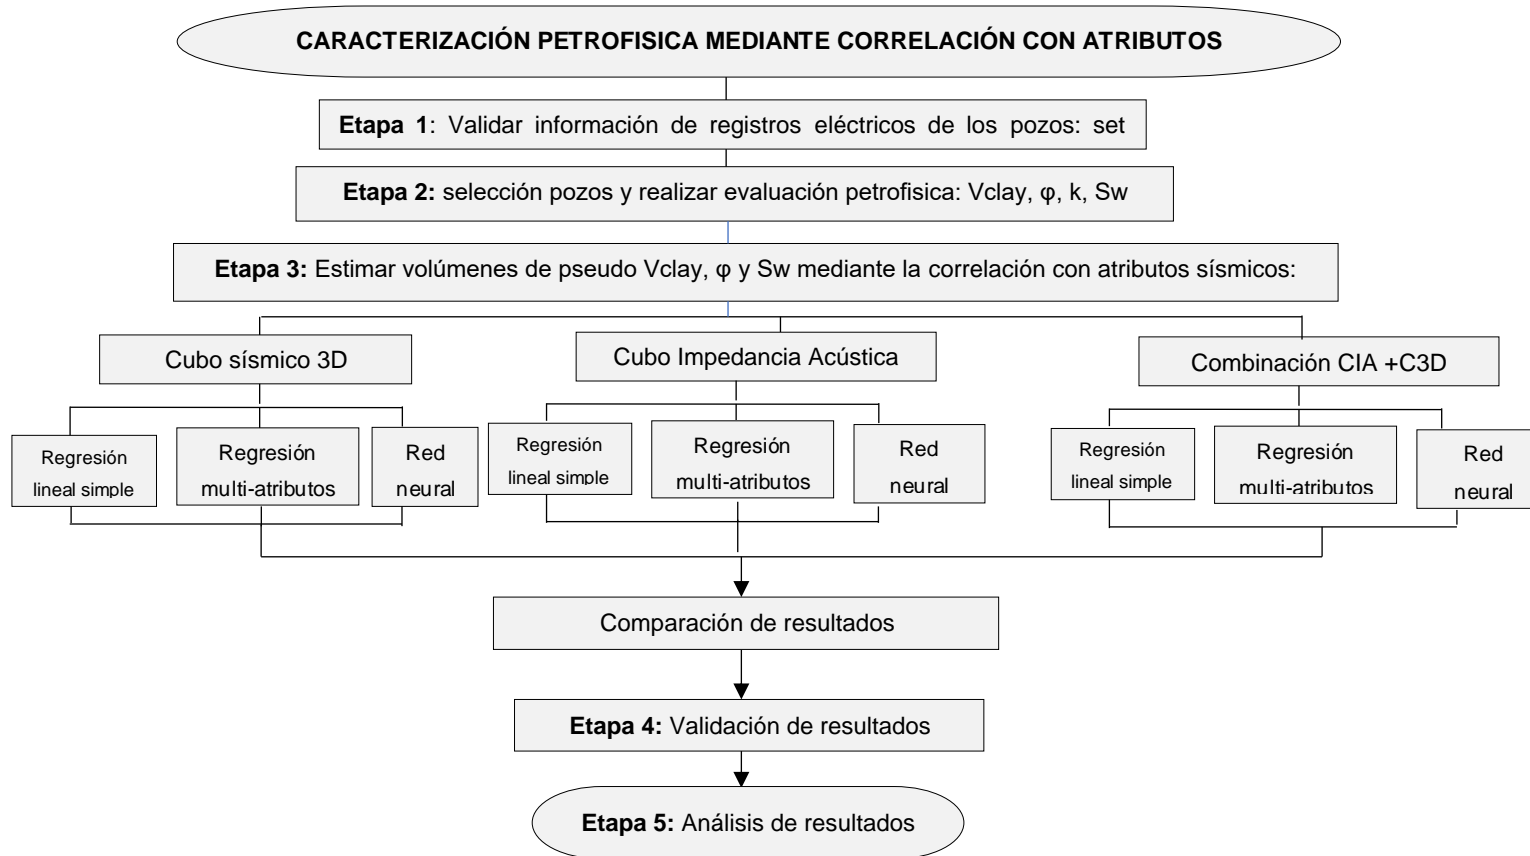 CARACTERIZACIÓN PETROFISICA MEDIANTE CORRELACIÓN CON ATRIBUTOS
Etapa 1: Validar información de registros eléctricos de los pozos: set
Etapa 2: selección pozos y realizar evaluación petrofisica: Vclay, φ, k, Sw
Etapa 3: Estimar volúmenes de pseudo Vclay, φ y Sw mediante la correlación con atributos sísmicos:
Cubo sísmico 3D
Regresión
lineal simple
Regresión
multi-atributos
Red
neural
Cubo Impedancia Acústica
Regresión
lineal simple
Regresión
multi-atributos
Red
neural
Combinación CIA +C3D
Regresión
lineal simple
Regresión
multi-atributos
Red
neural
Comparación de resultados
Etapa 4: Validación de resultados
Etapa 5: Análisis de resultados